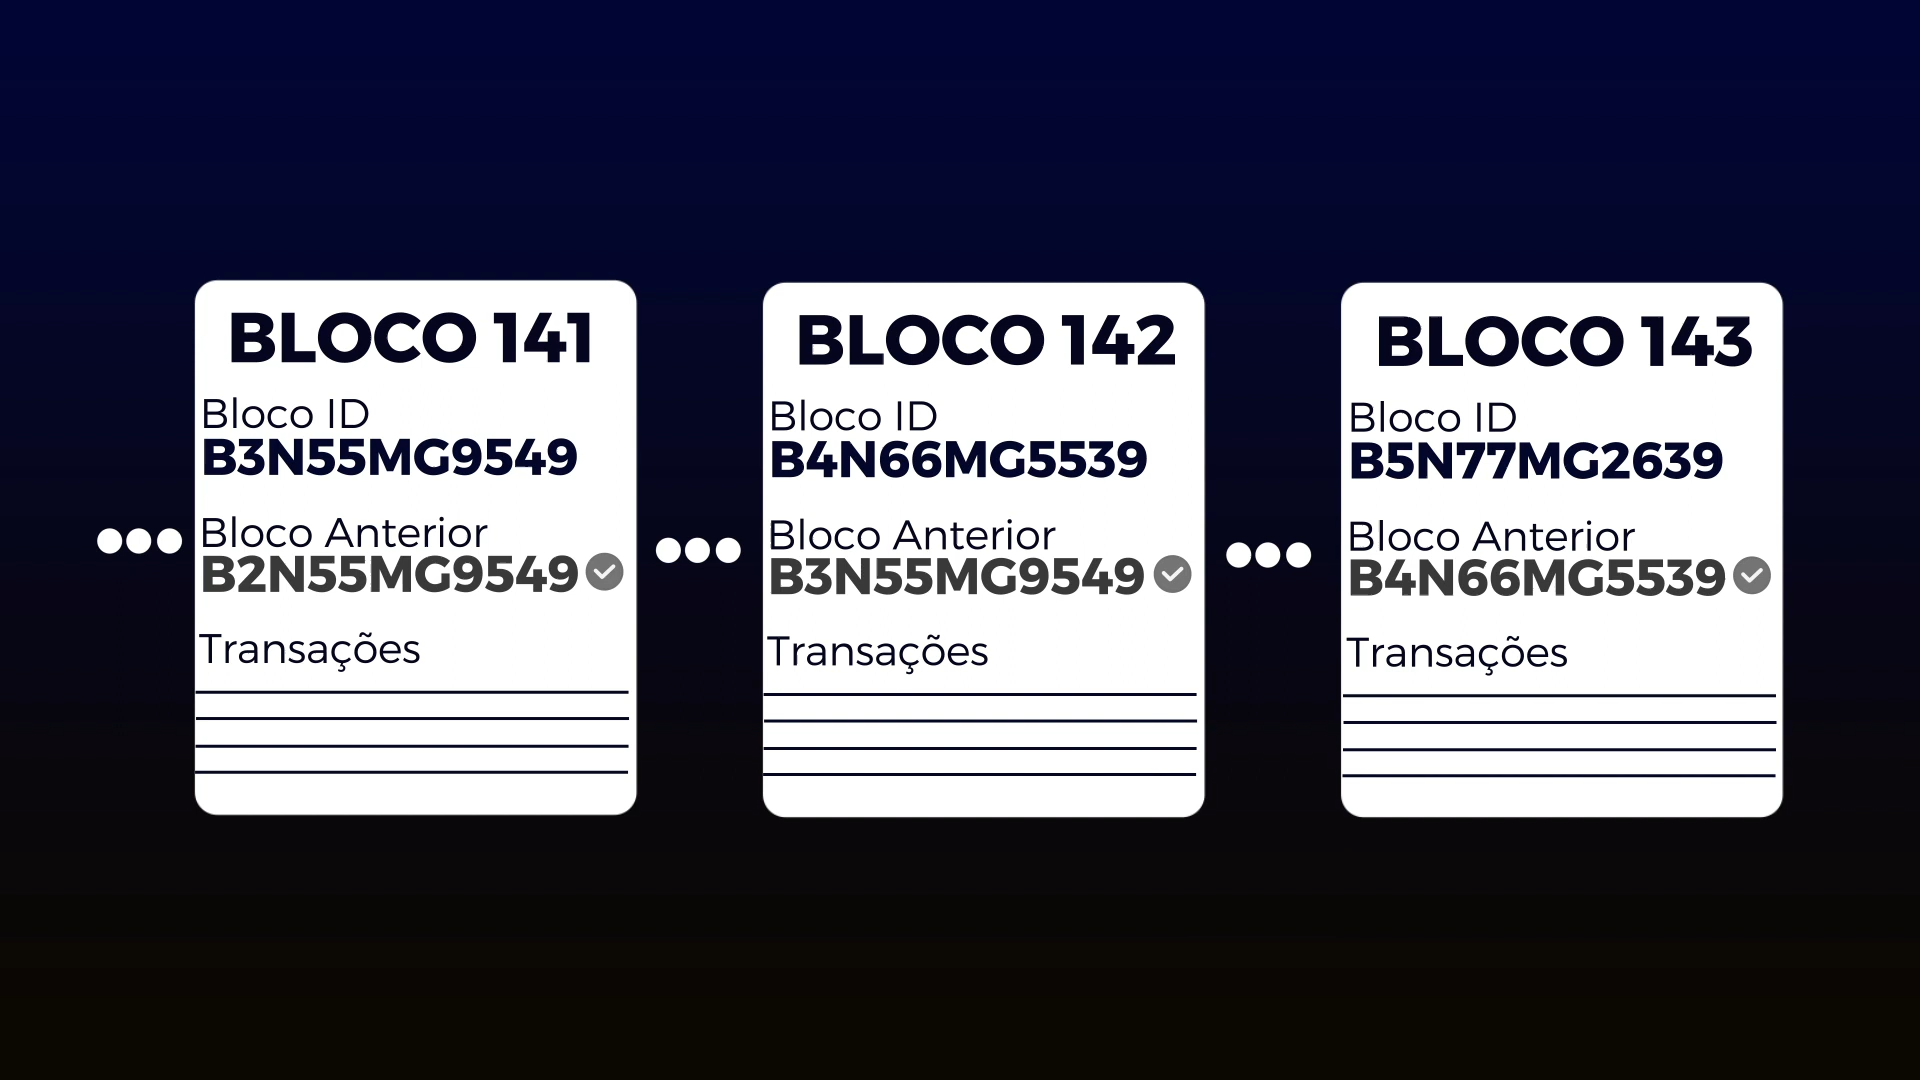 BLOCO 141
Bloco ID
B3N55MG9549
Bloco Anterior
B2N55MG9549
Transações
BLOCO 142
Bloco ID
B4N66MG5539
Bloco Anterior
B3N55MG9549
Transações
BLOCO 143
Bloco ID
B5N77MG2639
Bloco Anterior
B4N66MG5539
Transações